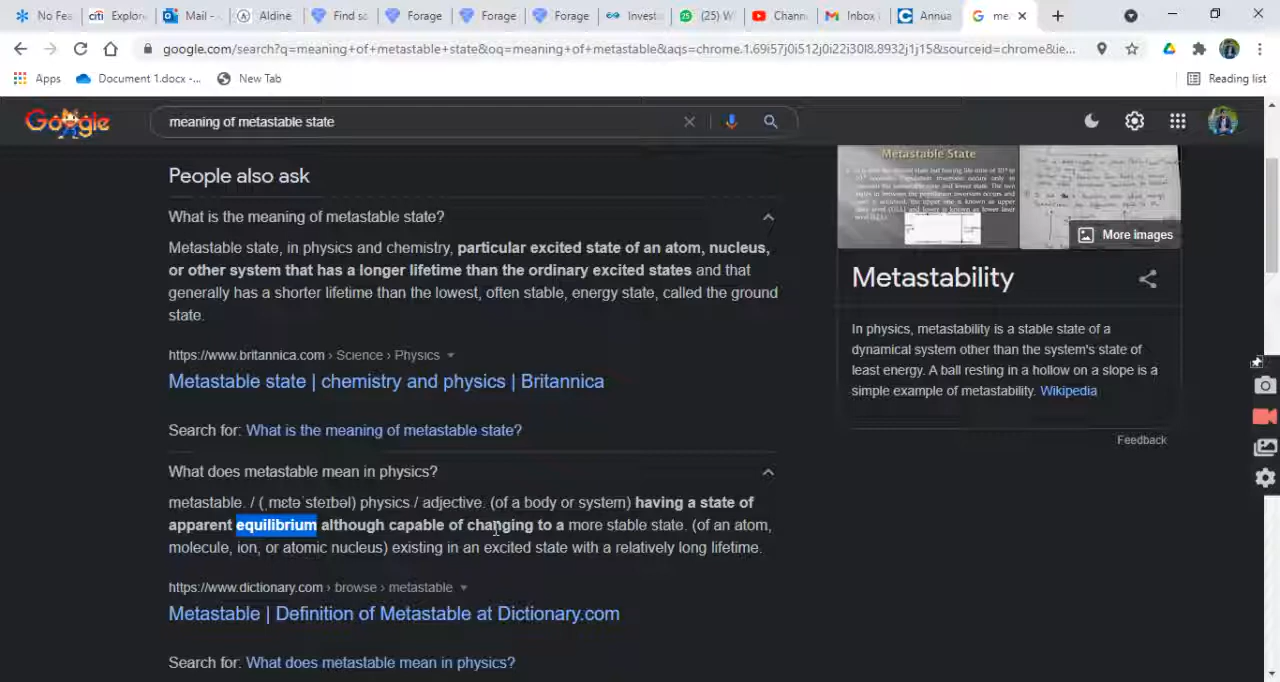 No Fea
citi Explore
Mail -
Aldine
Find so
Forage
Forage
Forage
Invest
(25) W
Chann
Inbox
Annua
me
google.com/search?q=meaning+of+metastable+state&oq=meaning+of+metastable&aqs=chrome.1.69i57j0i512j0i22i30l8.8932j1j15&sourceid=chrome&ie...
Apps
Document 1.docx -...
New Tab
Reading list
Google
meaning of metastable state
People also ask
What is the meaning of metastable state?
Metastable state, in physics and chemistry, particular excited state of an atom, nucleus,
or other system that has a longer lifetime than the ordinary excited states and that
generally has a shorter lifetime than the lowest, often stable, energy state, called the ground
state.
https://www.britannica.com › Science › Physics
Metastable state | chemistry and physics | Britannica
Search for: What is the meaning of metastable state?
What does metastable mean in physics?
metastable. / (ˌmɛtəˈsteɪbəl) physics / adjective. (of a body or system) having a state of
apparent equilibrium although capable of changing to a more stable state. (of an atom,
molecule, ion, or atomic nucleus) existing in an excited state with a relatively long lifetime.
https://www.dictionary.com › browse › metastable
Metastable | Definition of Metastable at Dictionary.com
Search for: What does metastable mean in physics?
Metastable State
More images
Metastability
In physics, metastability is a stable state of a
dynamical system other than the system's state of
least energy. A ball resting in a hollow on a slope is a
simple example of metastability. Wikipedia
Feedback